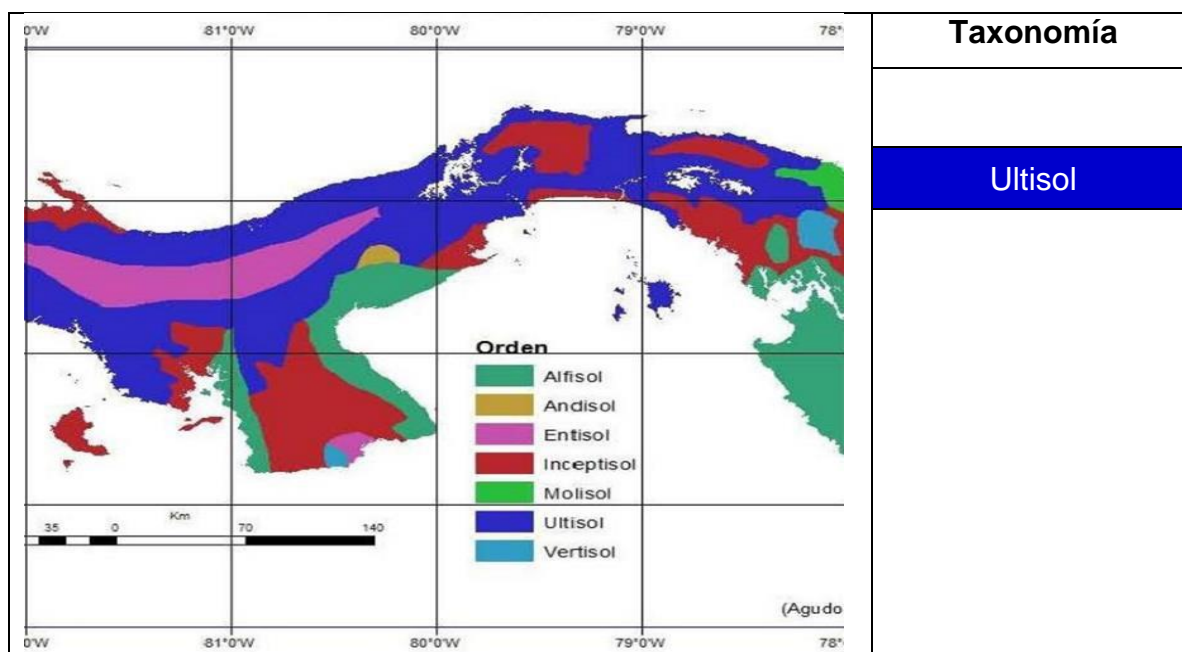 0°W 81°0'W 80°0'W 79°0'W 78°
Taxonomía
Ultisol
Orden
Alfisol
Andisol
Entisol
Inceptisol
Molisol
Ultisol
Vertisol
Km
35 0 70 140
(Agudo
0°W 81°0'W 80°0'W 79°0'W 78°